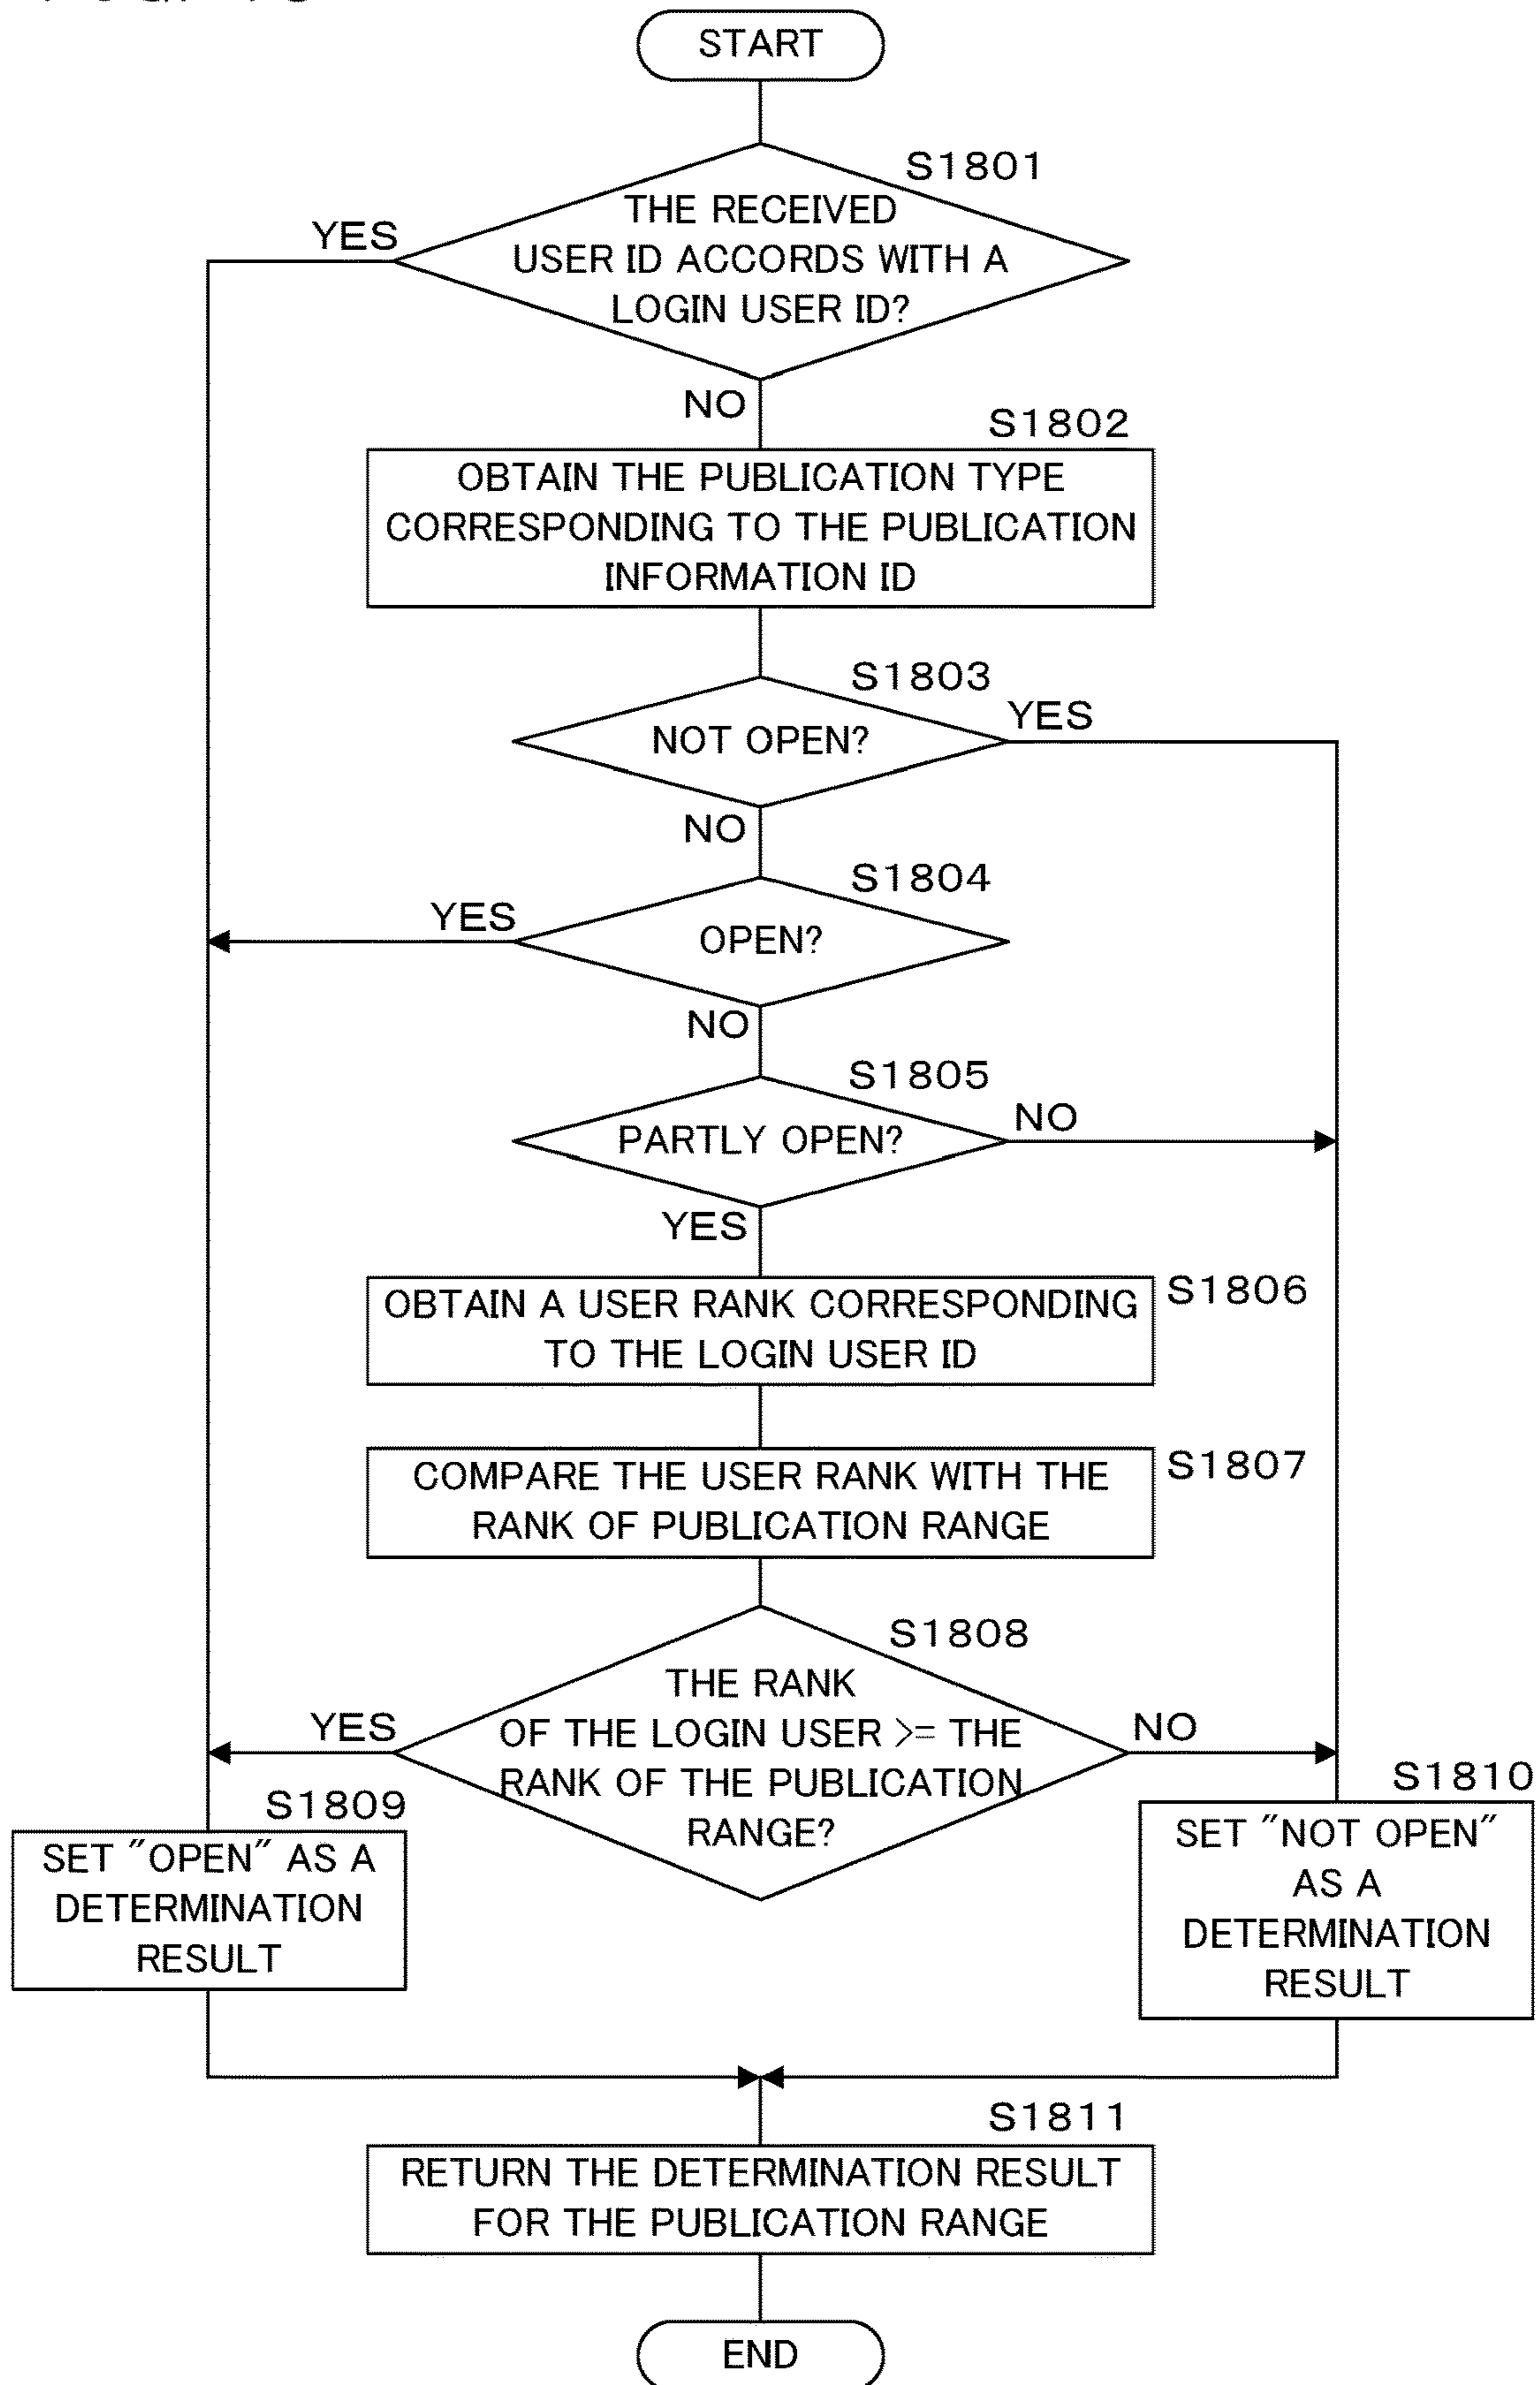 START
S1801
THE RECEIVED
USER ID ACCORDS WITH A
LOGIN USER ID?
YES
NO
S1802
OBTAIN THE PUBLICATION TYPE
CORRESPONDING TO THE PUBLICATION
INFORMATION ID
S1803
NOT OPEN?
YES
NO
S1804
OPEN?
YES
NO
S1805
PARTLY OPEN?
NO
YES
S1806
OBTAIN A USER RANK CORRESPONDING
TO THE LOGIN USER ID
S1807
COMPARE THE USER RANK WITH THE
RANK OF PUBLICATION RANGE
S1808
THE RANK
OF THE LOGIN USER >= THE
RANK OF THE PUBLICATION
RANGE?
YES
NO
S1809
SET "OPEN" AS A
DETERMINATION
RESULT
S1810
SET "NOT OPEN"
AS A
DETERMINATION
RESULT
S1811
RETURN THE DETERMINATION RESULT
FOR THE PUBLICATION RANGE
END